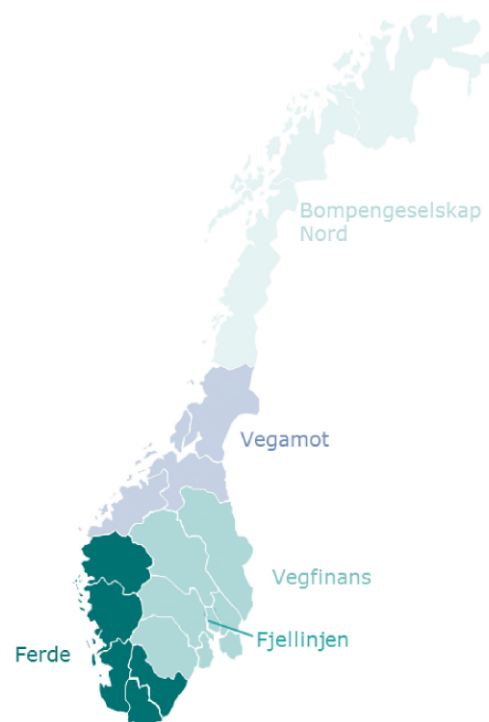 Bompengeselskap
Nord
Vegamot
Vegfinans
Fjellinjen
Ferde